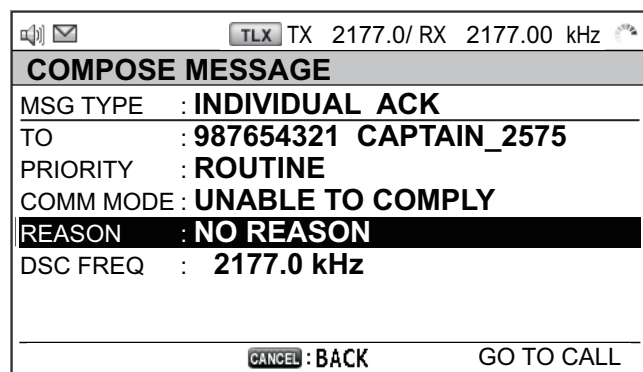 TLX TX 2177.0/ RX 2177.00 kHz
COMPOSE MESSAGE
MSG TYPE : INDIVIDUAL ACK
TO : 987654321 CAPTAIN_2575
PRIORITY : ROUTINE
COMM MODE : UNABLE TO COMPLY
REASON : NO REASON
DSC FREQ : 2177.0 kHz
CANCEL : BACK GO TO CALL